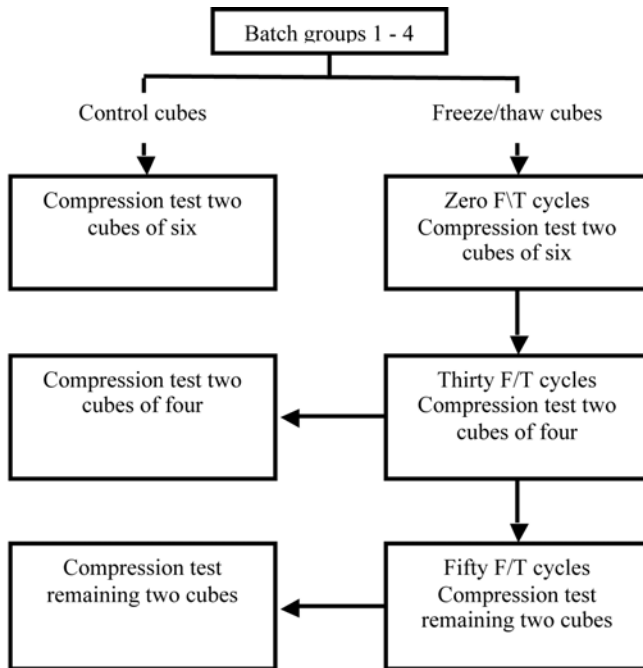 Batch groups 1 - 4
Control cubes
Freeze/thaw cubes
Compression test two
cubes of six
Zero F\T cycles
Compression test two
cubes of six
Compression test two
cubes of four
Thirty F/T cycles
Compression test two
cubes of four
Compression test
remaining two cubes
Fifty F/T cycles
Compression test
remaining two cubes